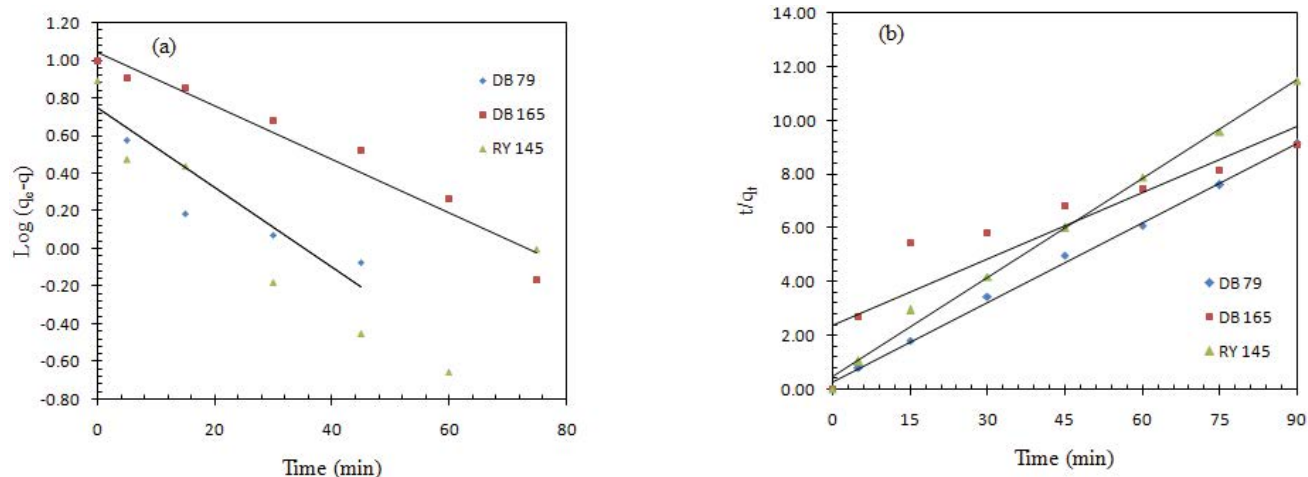 (a)
1.20
1.00
0.80
0.60
0.40
0.20
0.00
-0.20
-0.40
-0.60
-0.80
Log (qe-q)
0 20 40 60 80
Time (min)
DB 79
DB 165
RY 145
(b)
14.00
12.00
10.00
8.00
6.00
4.00
2.00
0.00
t/qt
0 15 30 45 60 75 90
Time (min)
DB 79
DB 165
RY 145